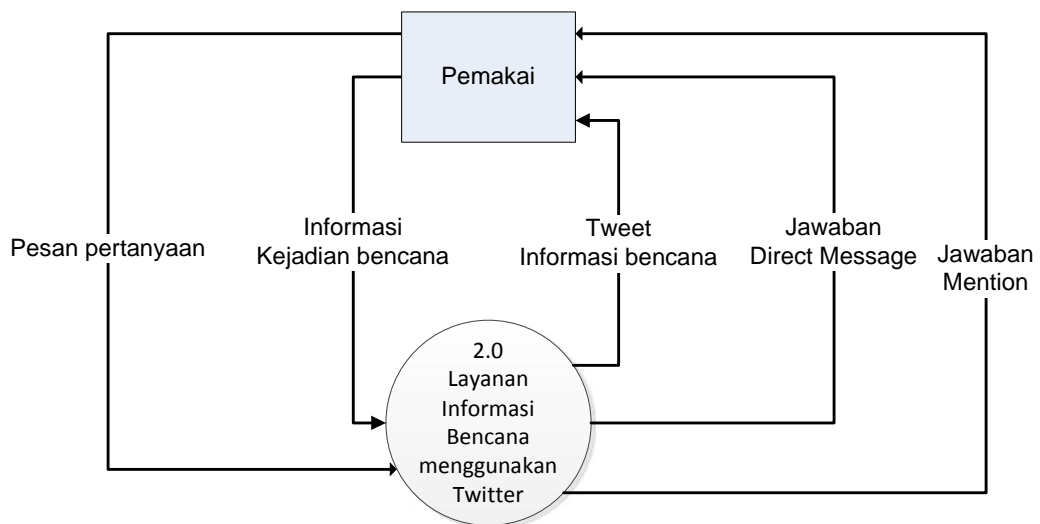 Pemakai
Pesan pertanyaan
Informasi
Kejadian bencana
Tweet
Informasi bencana
Jawaban
Direct Message
Jawaban
Mention
2.0
Layanan
Informasi
Bencana
menggunakan
Twitter